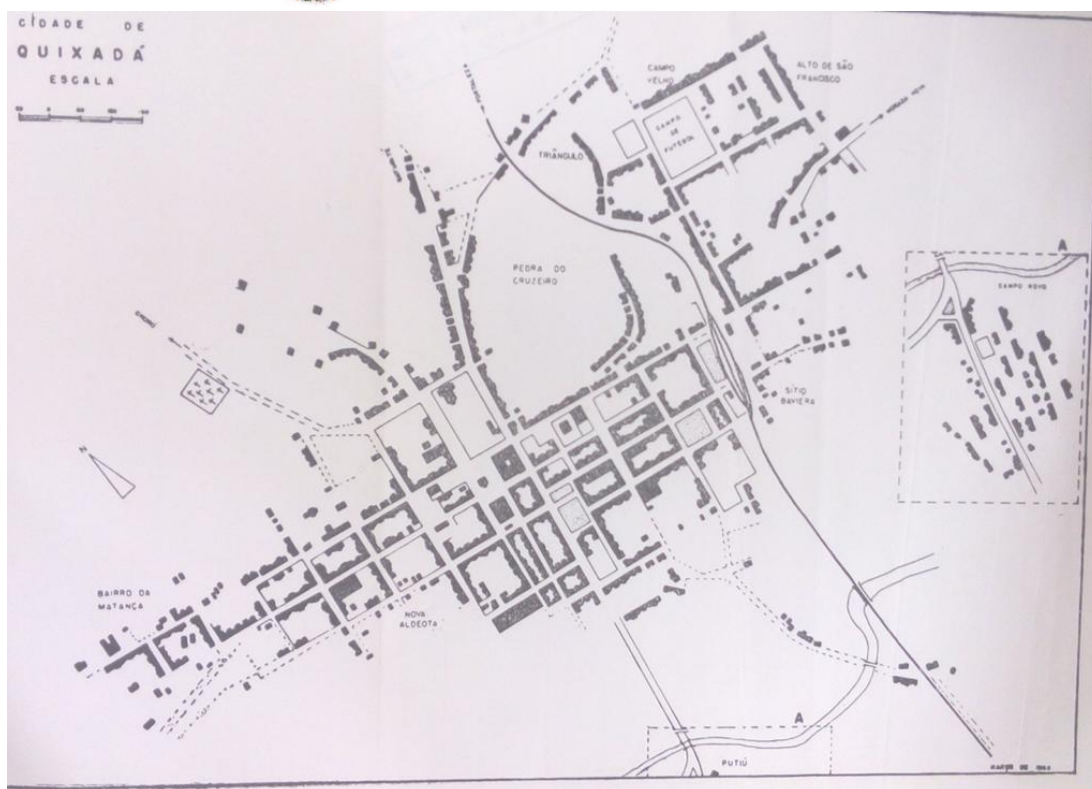 CIDADE DE
QUIXADÁ
ESCALA
CAMPO
VELHO
ALTO DE SÃO
FRANCISCO
CAMPO
DE
FUTEBOL
TRIÂNGULO
PEDRA DO
CRUZEIRO
A
CAMPO NOVO
SÍTIO
BAVIERA
N
BAIRRO DA
MATANÇA
NOVA
ALDEOTA
A
PUTIÚ